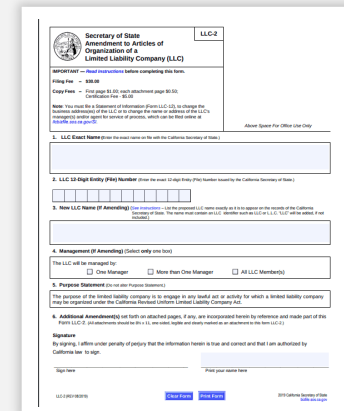 Secretary of State
LLC-2
Amendment to Articles of
Organization of a
Limited Liability Company (LLC)
IMPORTANT — Read instructions before completing this form.
Filing Fee – $30.00
Copy Fees – First page $1.00; each attachment page $0.50;
Certification Fee - $5.00
Note: You must file a Statement of Information (Form LLC-12), to change the
business address(es) of the LLC or to change the name or address of the LLC's
manager(s) and/or agent for service of process, which can be filed online at
Above Space For Office Use Only
1. LLC Exact Name (Enter the exact name on file with the California Secretary of State.)
2. LLC 12-Digit Entity (File) Number (Enter the exact 12-digit Entity (File) Number issued by the California Secretary of State.)
3. New LLC Name (If Amending) (See Instructions – List the proposed LLC name exactly as it is to appear on the records of the California
Secretary of State. The name must contain an LLC identifier such as LLC or L.L.C. "LLC" will be added, if not
included.)
4. Management (If Amending) (Select only one box)
The LLC will be managed by:
One Manager More than One Manager All LLC Member(s)
5. Purpose Statement (Do not alter Purpose Statement.)
The purpose of the limited liability company is to engage in any lawful act or activity for which a limited liability company
may be organized under the California Revised Uniform Limited Liability Company Act.
6. Additional Amendment(s) set forth on attached pages, if any, are incorporated herein by reference and made part of this
Form LLC-2. (All attachments should be 8½ x 11, one-sided, legible and clearly marked as an attachment to this form LLC-2.)
Signature
By signing, I affirm under penalty of perjury that the information herein is true and correct and that I am authorized by
California law to sign.
Sign here Print your name here
LLC-2 (REV 08/2019) Clear Form Print Form 2019 California Secretary of State
bizfile.sos.ca.gov